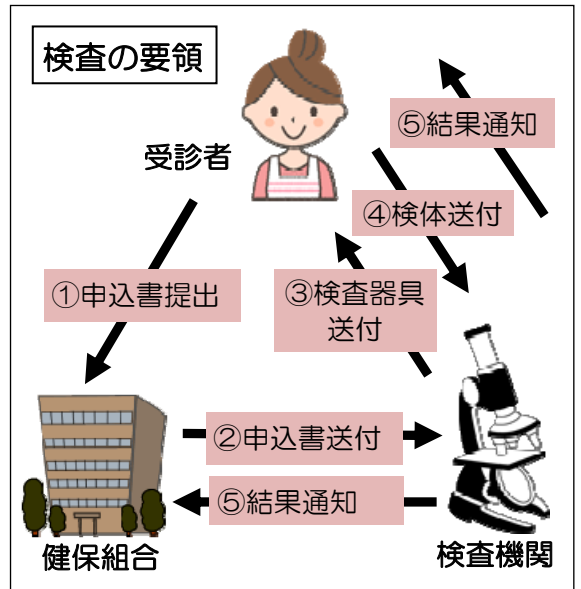 検査の要領
⑤結果通知
受診者
④検体送付
①申込書提出
③検査器具
送付
②申込書送付
⑤結果通知
健保組合
検査機関